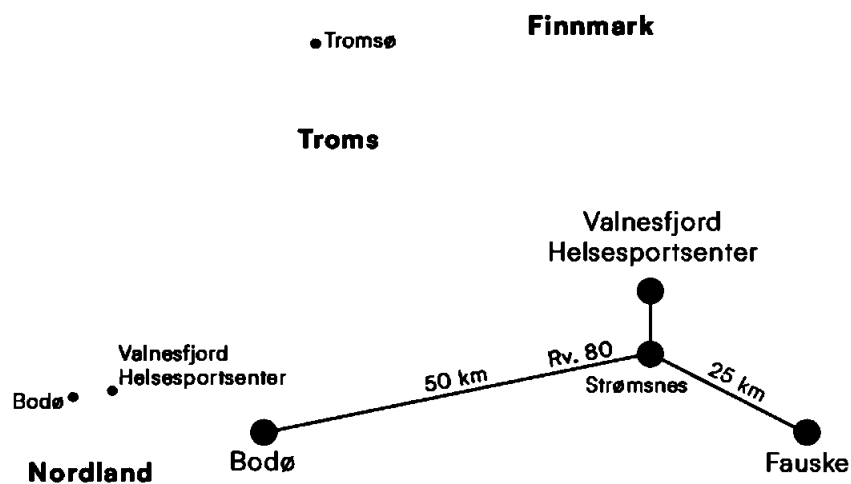 Finnmark
Tromsø
Troms
Valnesfjord
Helsesportsenter
Valnesfjord
Helsesportsenter
Bodø
Nordland
Rv. 80
50 km
Strømsnes
25 km
Bodø
Fauske